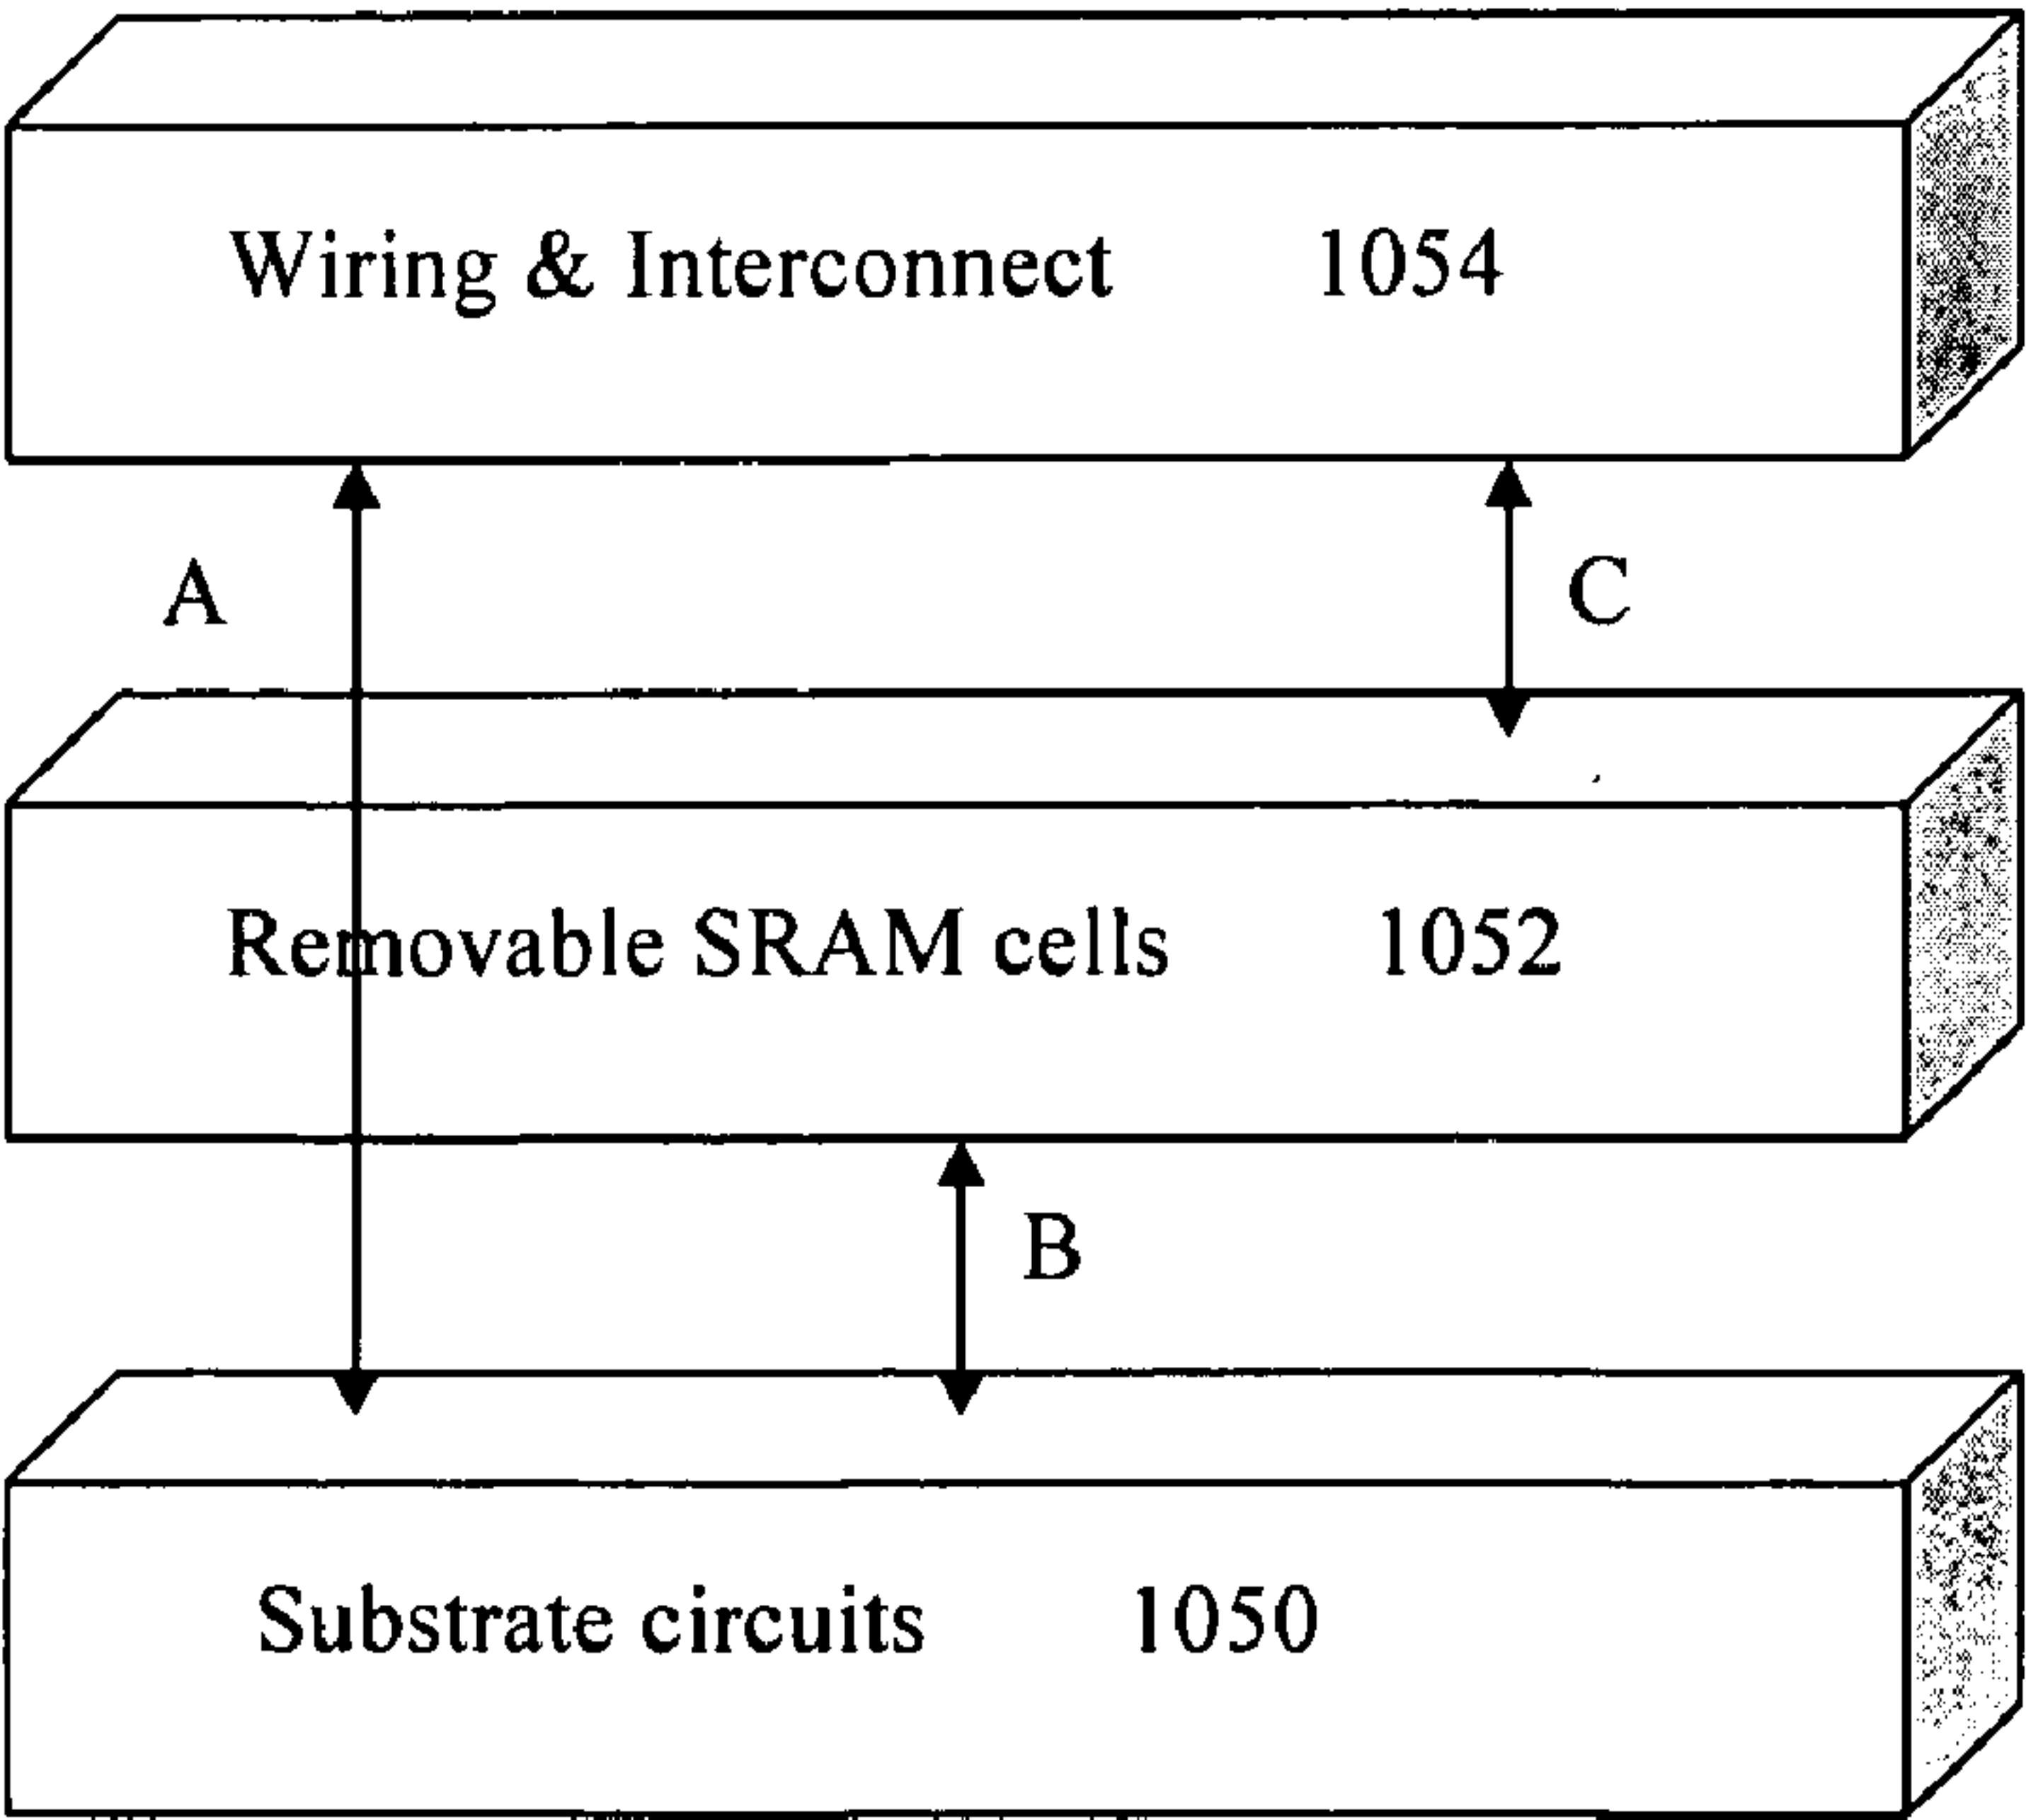 Wiring & Interconnect 1054
A
C
Removable SRAM cells 1052
B
Substrate circuits 1050